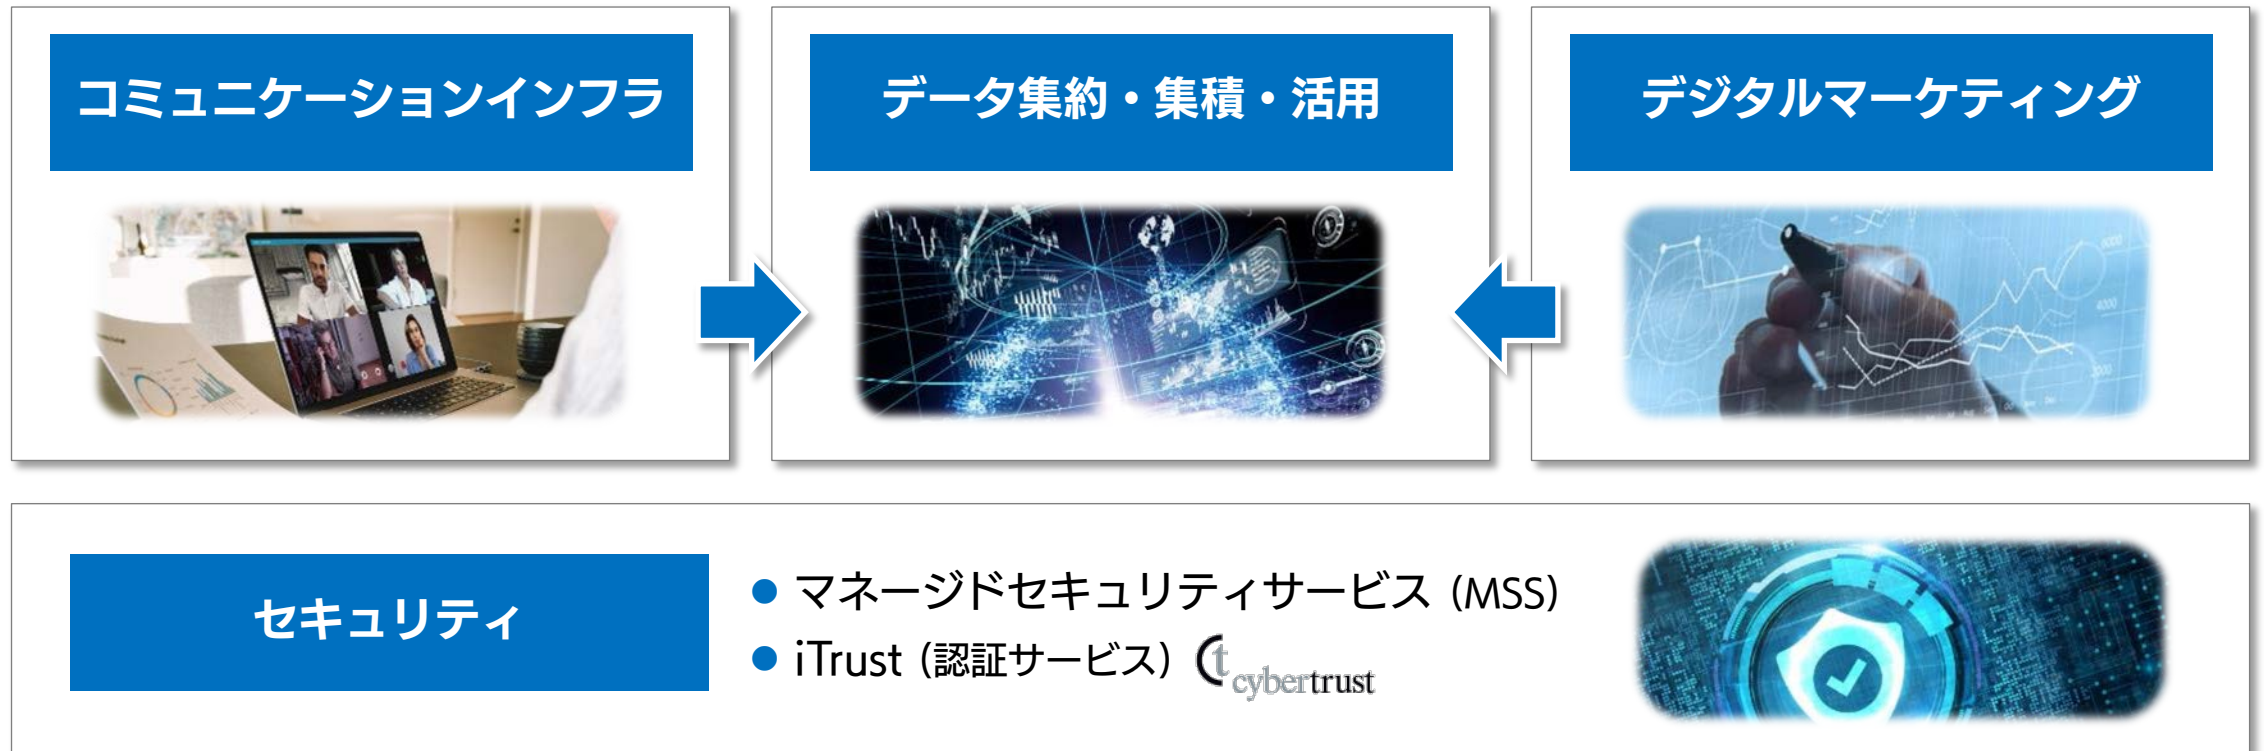 コミュニケーションインフラ
データ集約・集積・活用
デジタルマーケティング
セキュリティ
● マネージドセキュリティサービス (MSS)
● iTrust (認証サービス) ct cybertrust